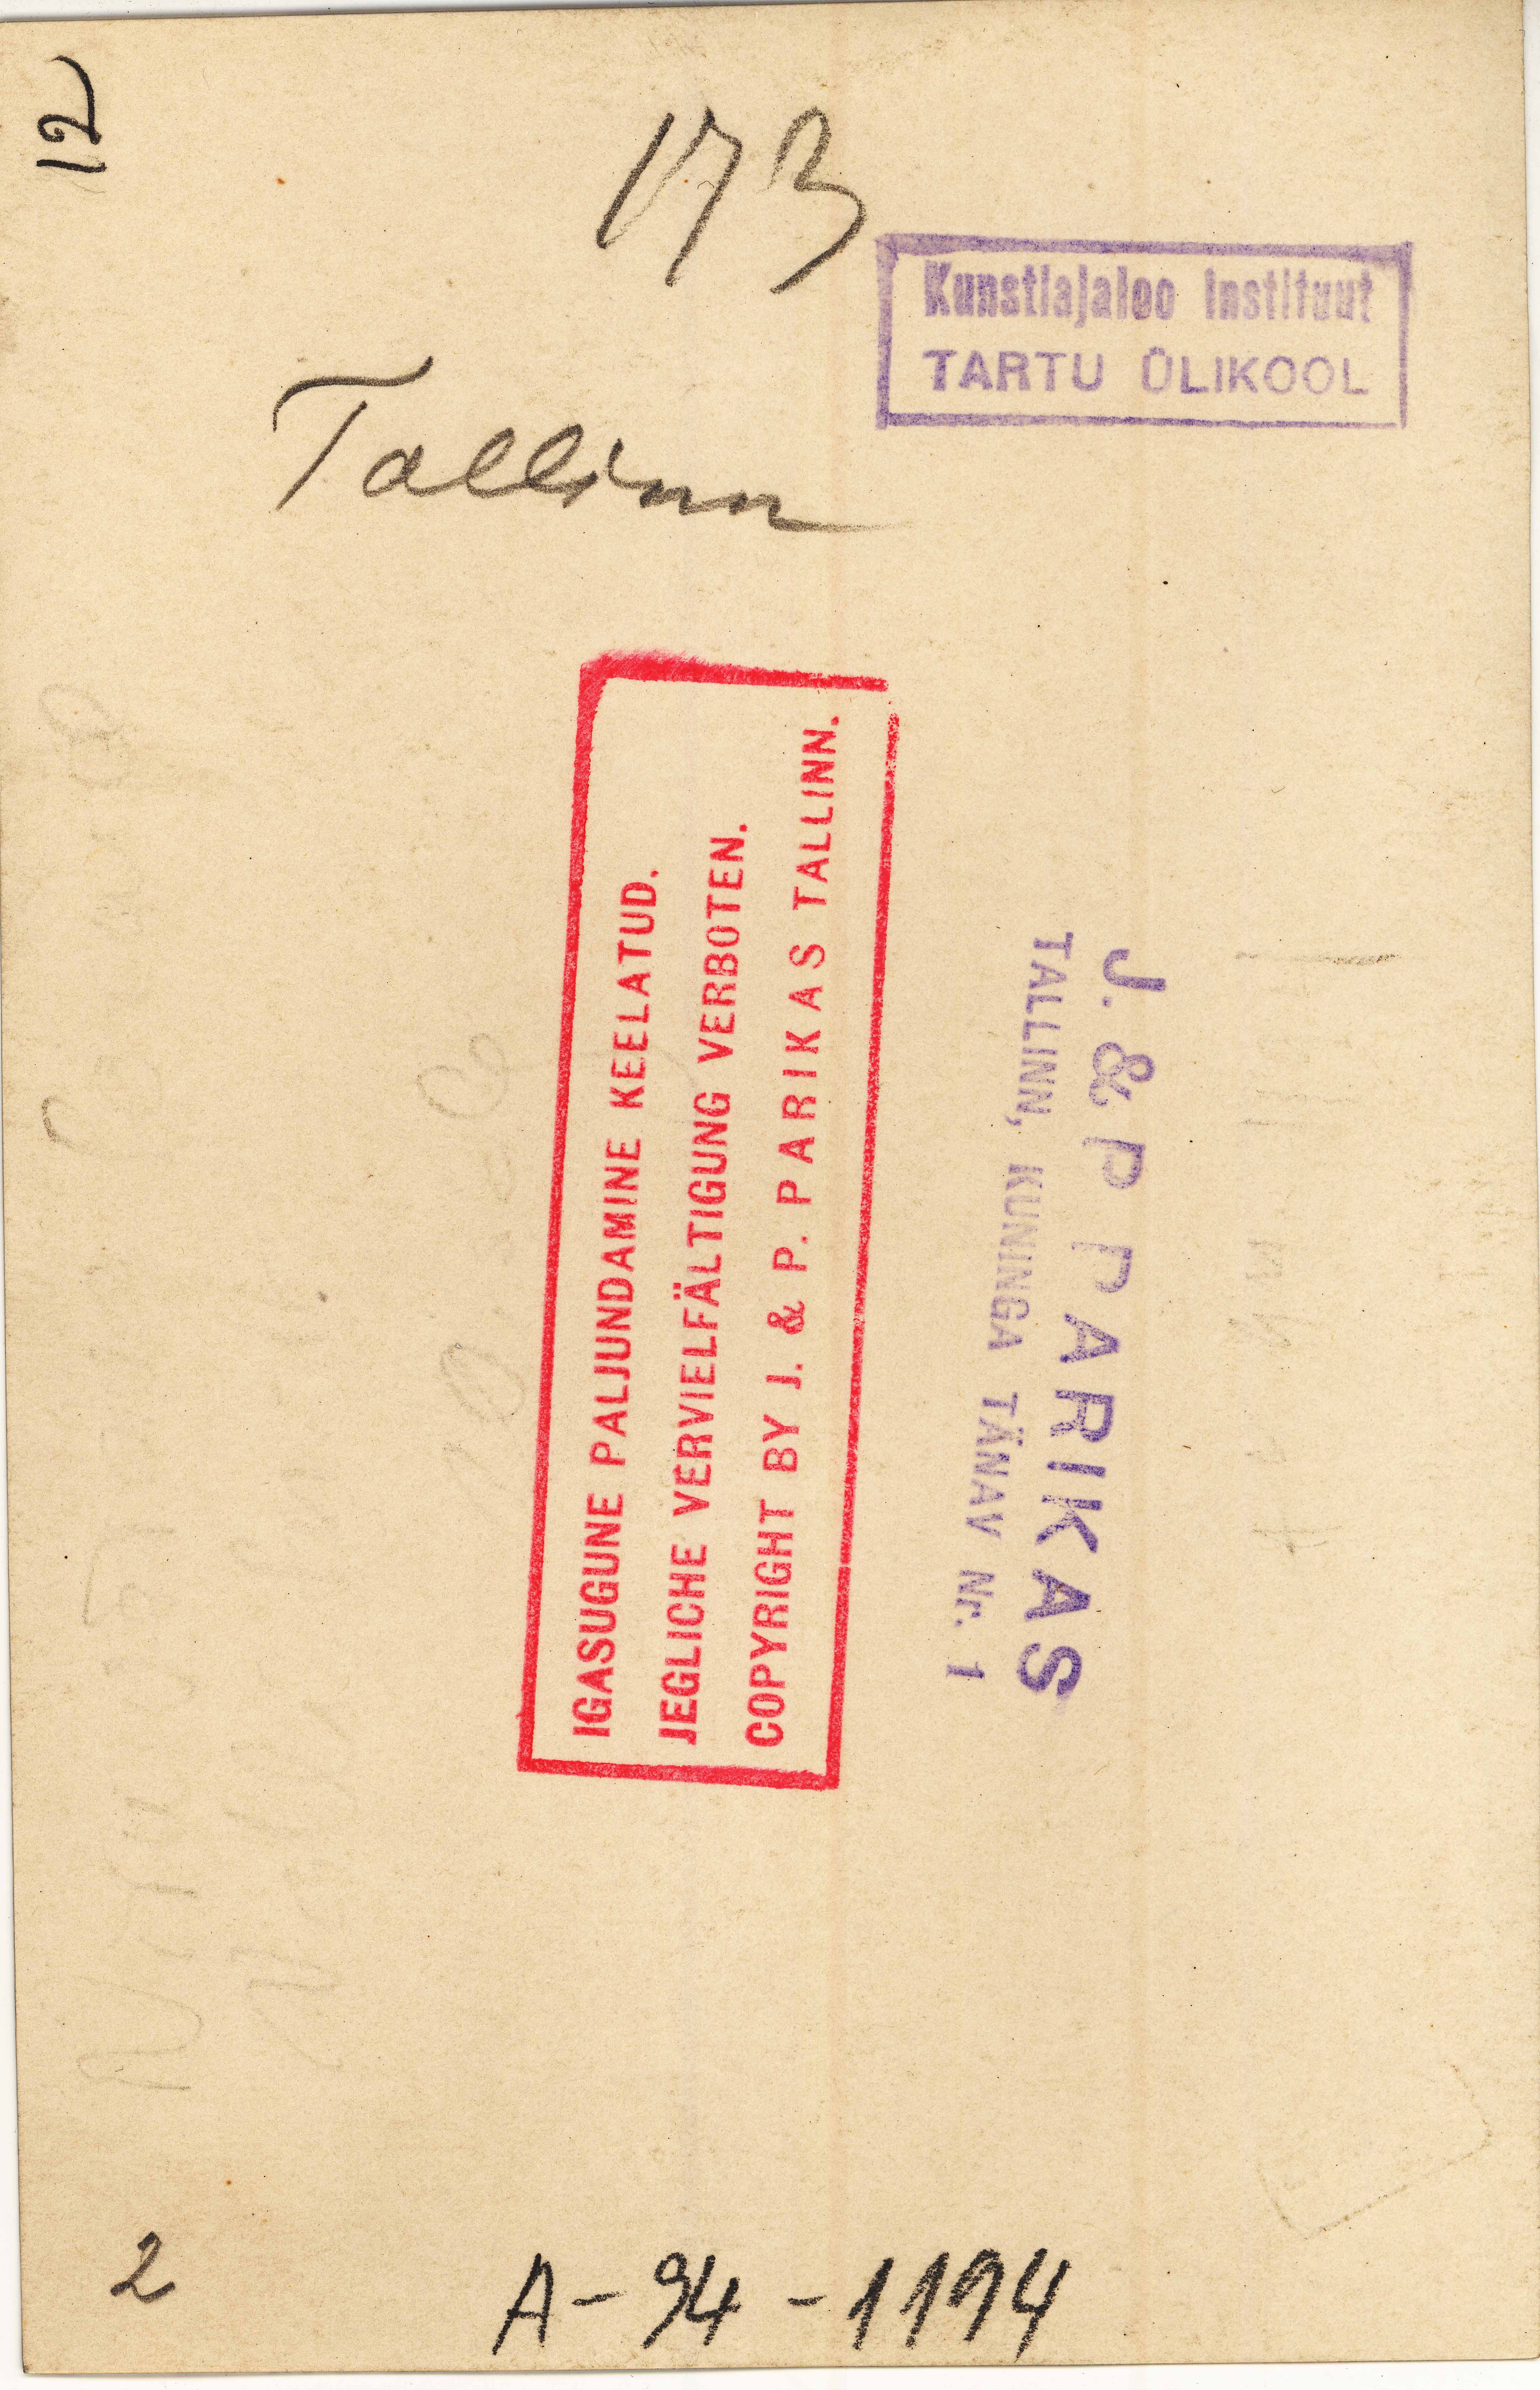 12
173
Kunstiajaloo Instituut
TARTU ÜLIKOOL
Tallinn
IGASUGUNE PALJUNDAMINE KEELATUD.
JEGLICHE VERVIELFÄLTIGUNG VERBOTEN.
COPYRIGHT BY J. & P. PARIKAS TALLINN.
J. & P PARIKAS
TALLINN, KUNINGA TÄNAV Nr. 1
2
A-94-1194